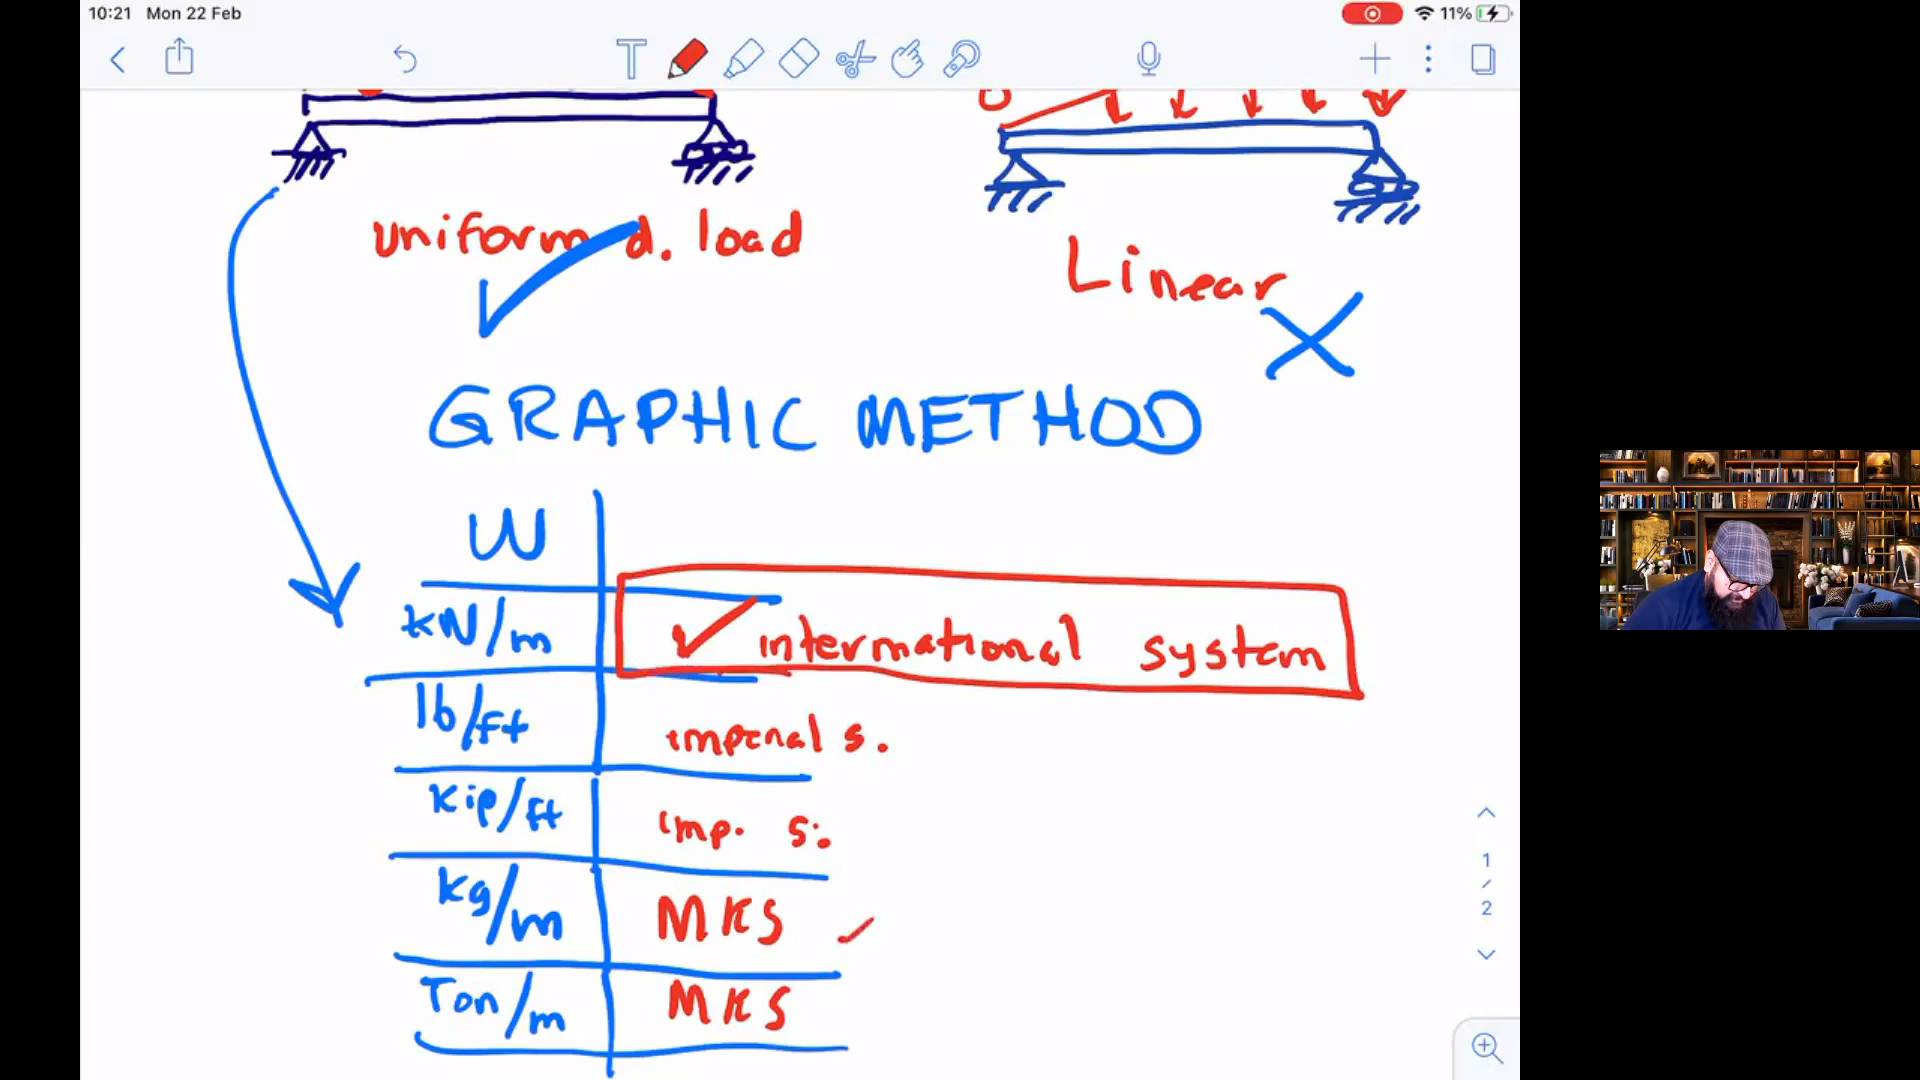 10:21 Mon 22 Feb
11%
T
uniform d. load
Linear
GRAPHIC METHOD
W
kN/m international system
lb/ft imperial s.
Kip/ft imp. s.
kg/m MKS
Ton/m MKS
1
/
2